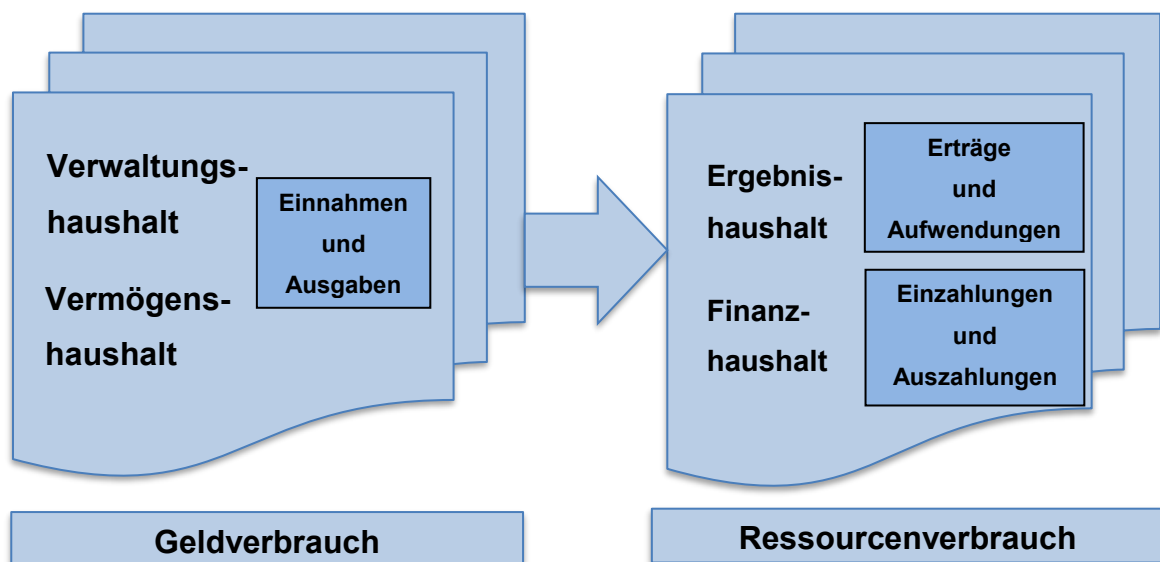 Verwaltungs-
haushalt
Einnahmen
und
Ausgaben
Vermögens-
haushalt
Ergebnis-
haushalt
Erträge
und
Aufwendungen
Finanz-
haushalt
Einzahlungen
und
Auszahlungen
Geldverbrauch
Ressourcenverbrauch